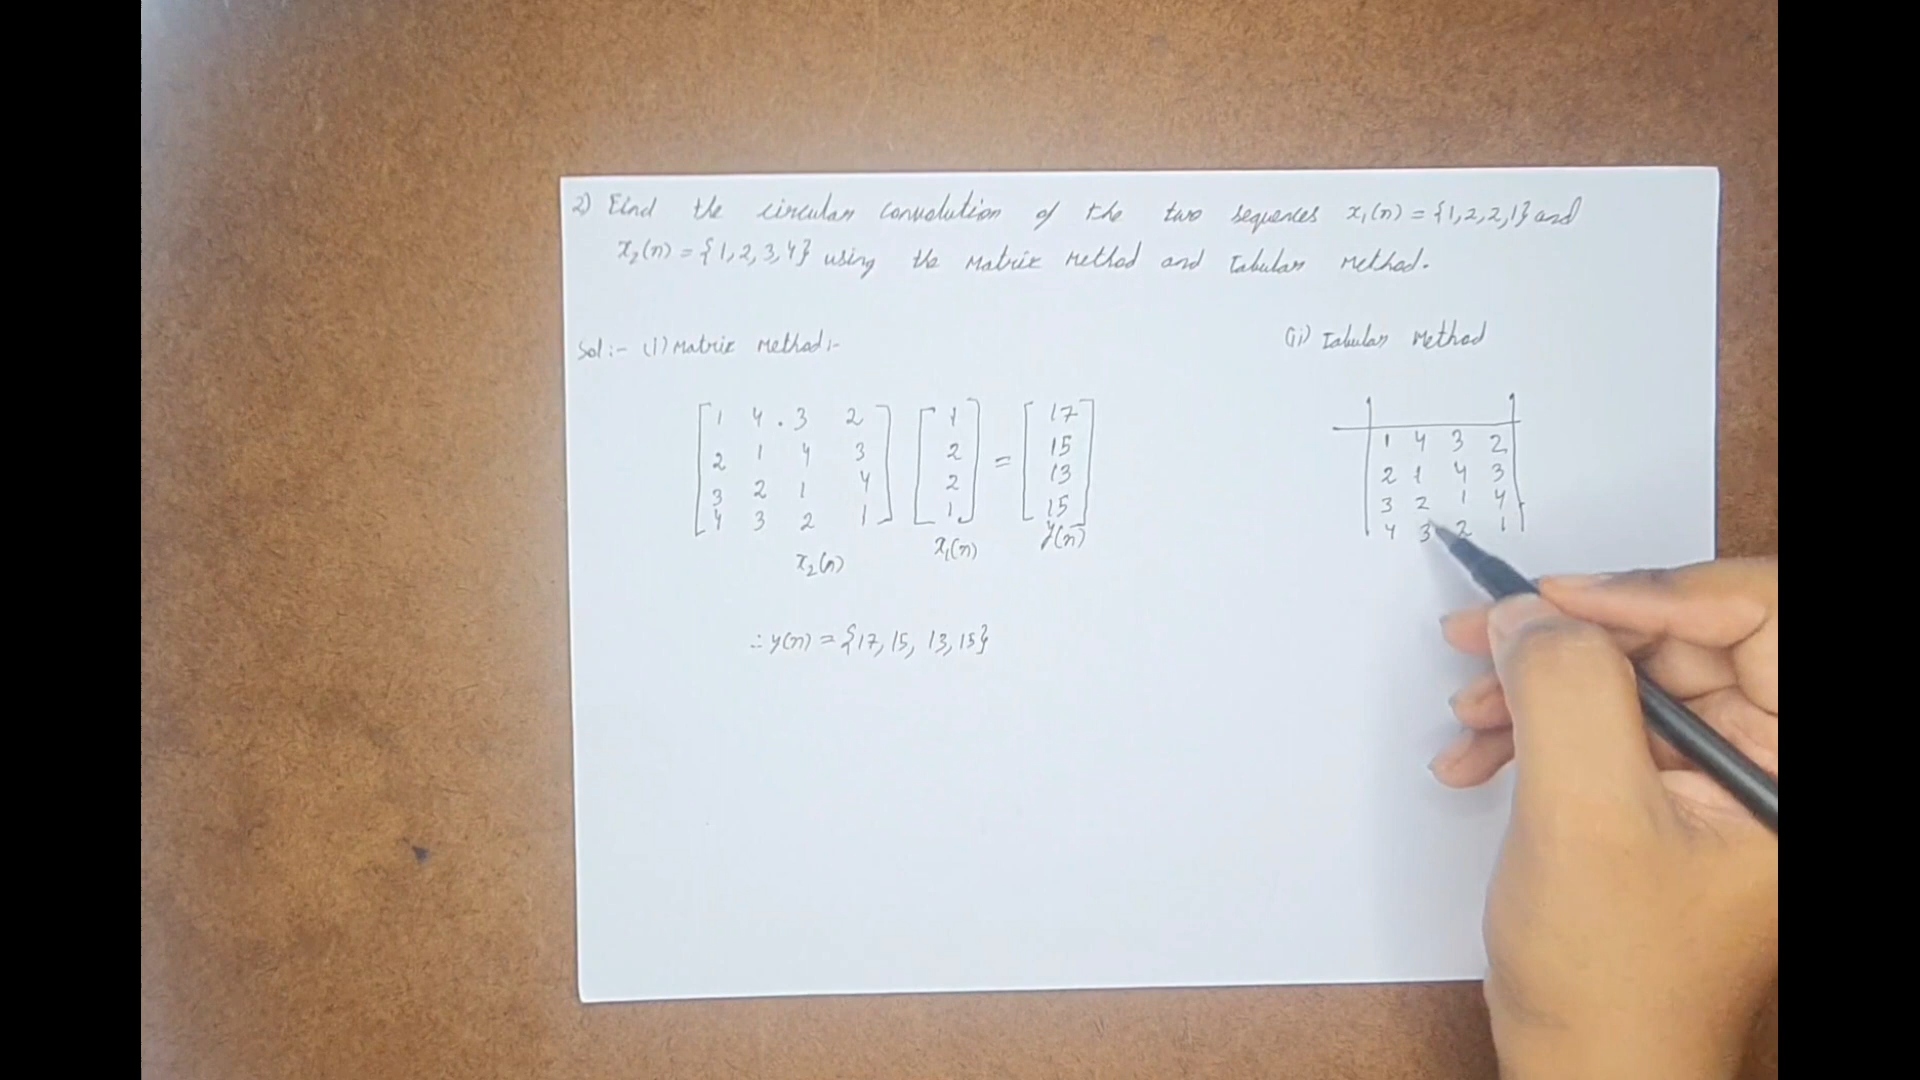 2) Find the circular convolution of the two sequences x₁(n) = {1,2,2,1} and
x₂(n) = {1,2,3,4} using the Matrix Method and Tabular Method.
Sol:- (i) Matrix Method:-
(ii) Tabular Method
[1 4 . 3 2] [1] [17]
[2 1 4 3] [2] = [15]
[3 2 1 4] [2] [13]
[4 3 2 1] [1] [15]
x₂(n) x₁(n) y(n)
1 4 3 2
2 1 4 3
3 2 1 4
4 3 2 1
∴ y(n) = {17, 15, 13, 15}